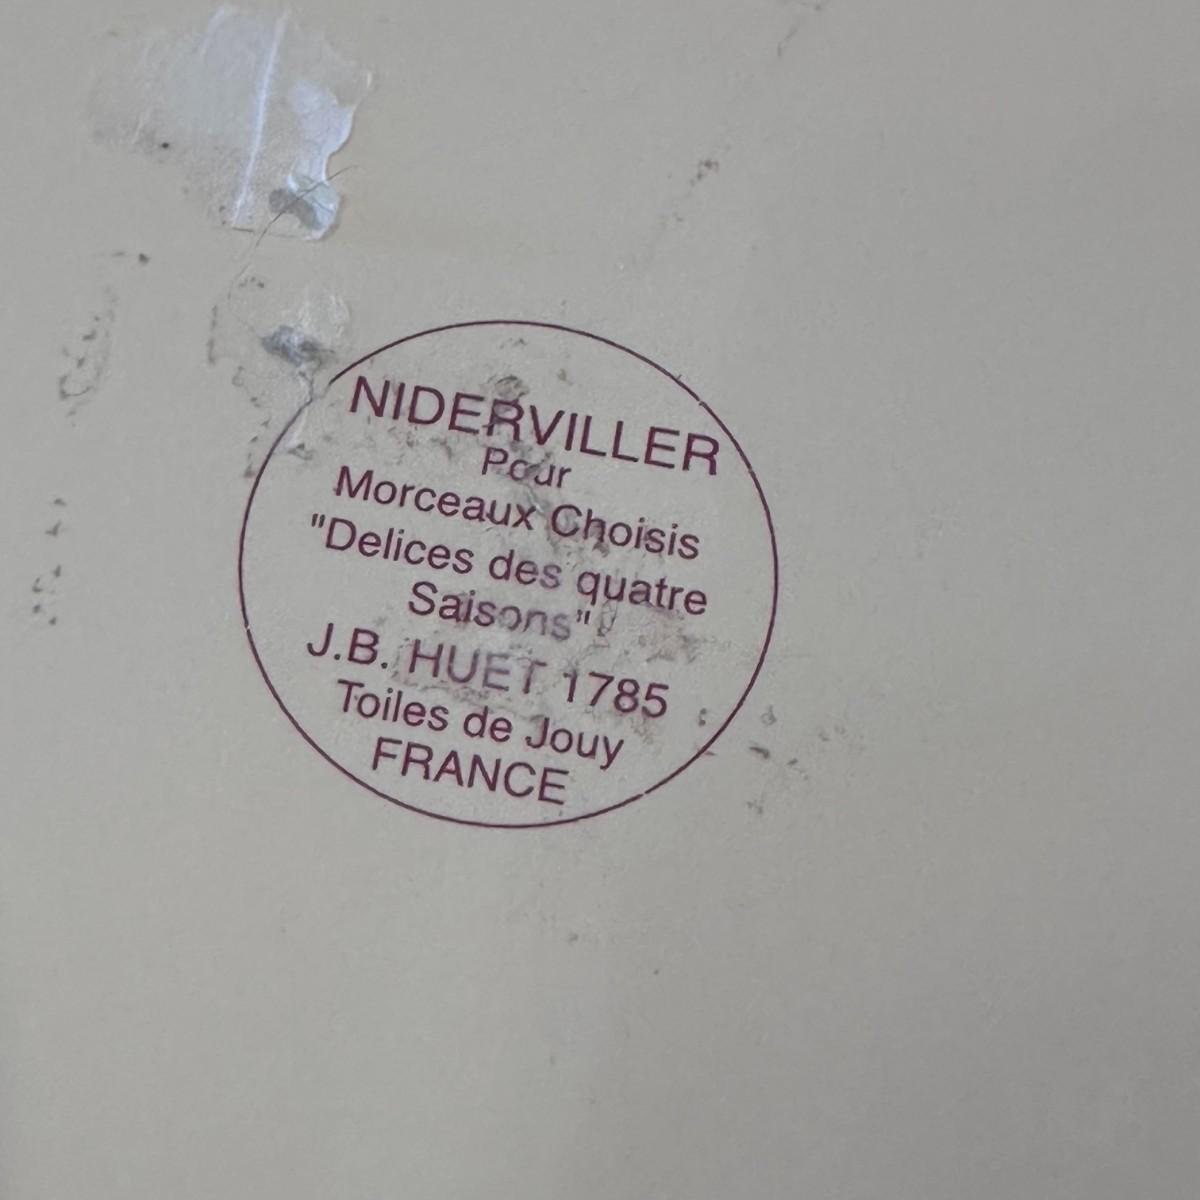 NIDERVILLER
Pour
Morceaux Choisis
"Delices des quatre
Saisons"
J.B. HUET 1785
Toiles de Jouy
FRANCE